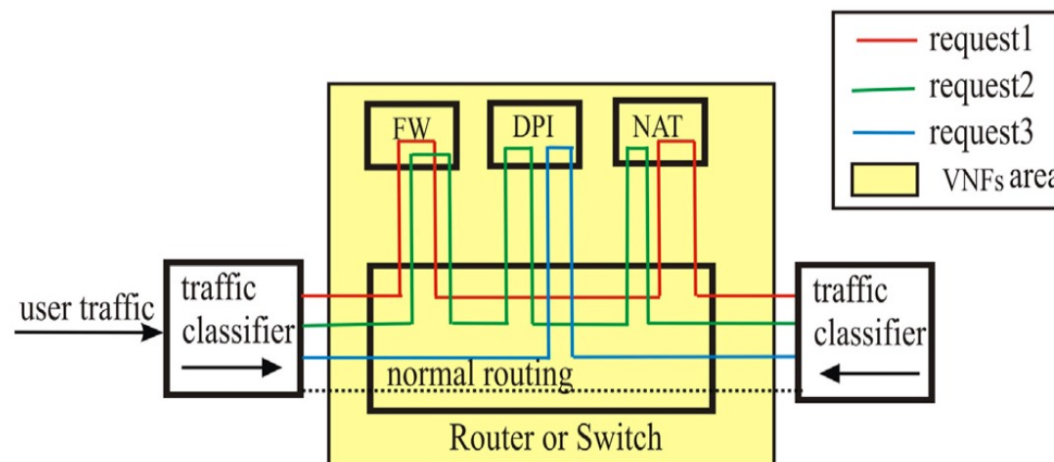 request1
request2
request3
VNFs area
FW
DPI
NAT
user traffic
traffic
classifier
traffic
classifier
normal routing
Router or Switch